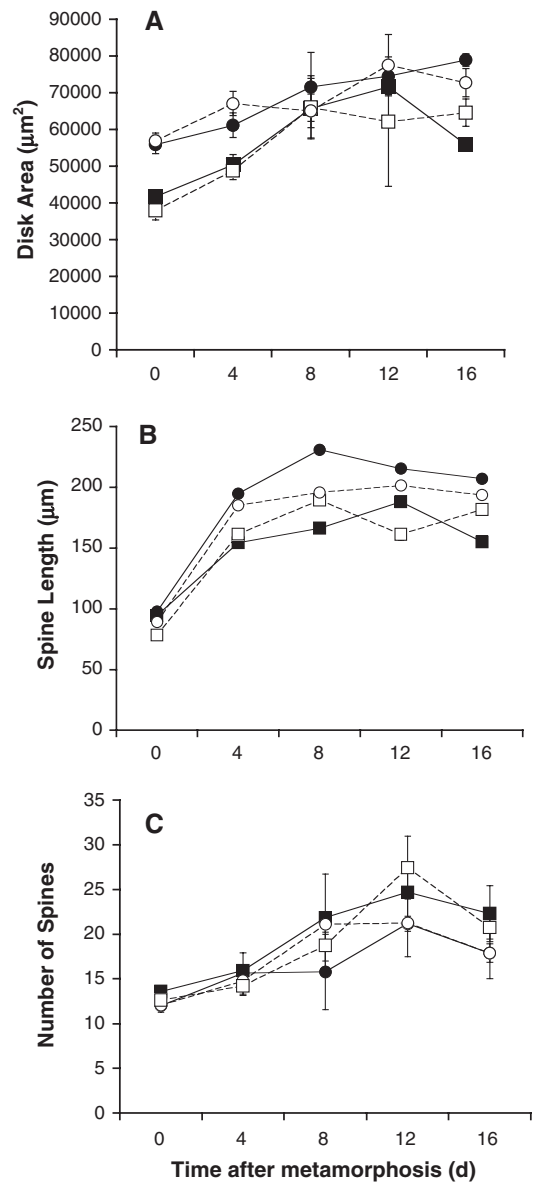 A
Disk Area (μm²)
90000
80000
70000
60000
50000
40000
30000
20000
10000
0
0 4 8 12 16
B
Spine Length (μm)
250
200
150
100
50
0
0 4 8 12 16
C
Number of Spines
35
30
25
20
15
10
5
0
0 4 8 12 16
Time after metamorphosis (d)